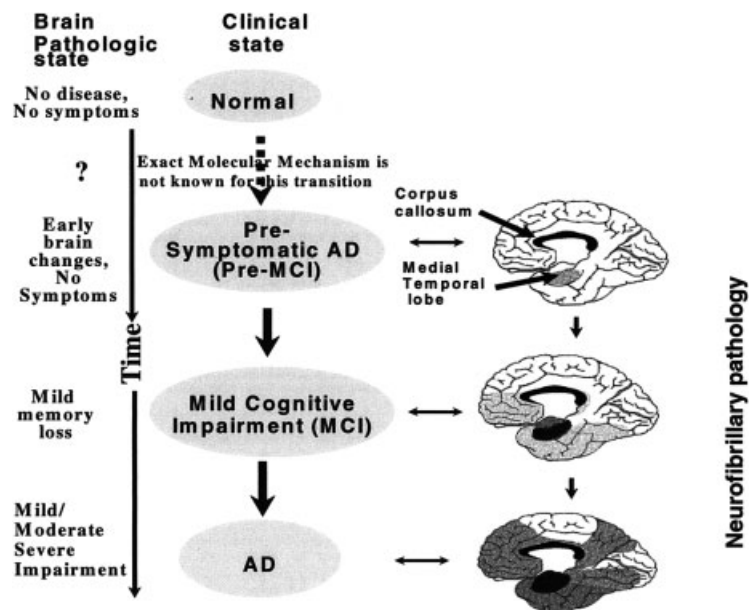 Brain
Pathologic
state
Clinical
state
No disease,
No symptoms
Normal
?
Exact Molecular Mechanism is
not known for this transition
Early
brain
changes,
No
Symptoms
Pre-
Symptomatic AD
(Pre-MCI)
Corpus
callosum
Medial
Temporal
lobe
Time
Mild
memory
loss
Mild Cognitive
Impairment (MCI)
Mild/
Moderate
Severe
Impairment
AD
Neurofibrillary pathology